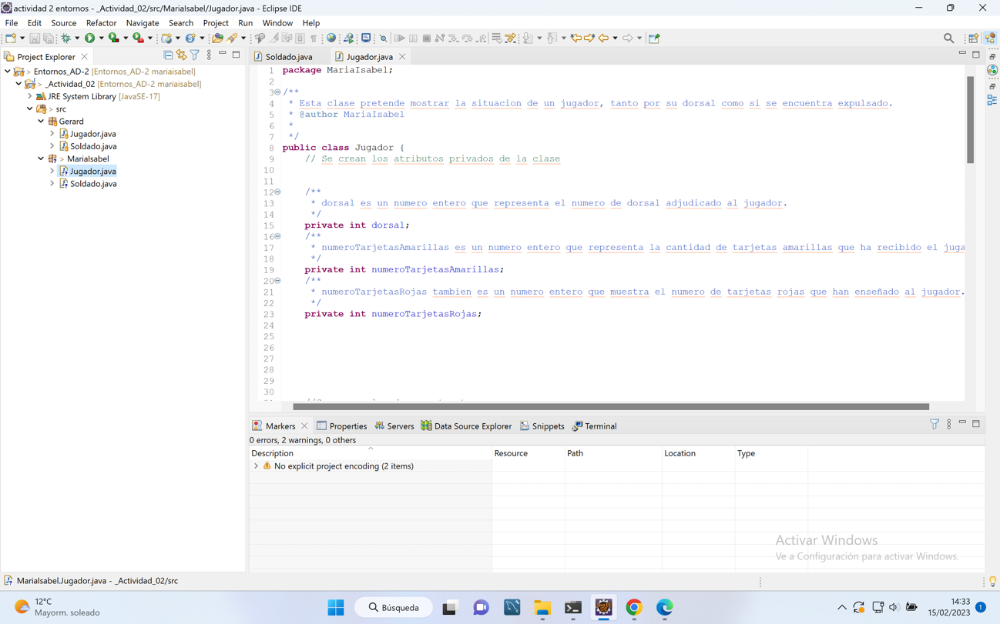 actividad 2 entornos - _Actividad_02/src/MariaIsabel/Jugador.java - Eclipse IDE
File Edit Source Refactor Navigate Search Project Explorer Run Window Help
Project Explorer
Entornos_AD-2 [Entornos_AD-2 mariaisabel]
> _Actividad_02 [Entornos_AD-2 mariaisabel]
JRE System Library [JavaSE-17]
> src
Gerard
Jugador.java
Soldado.java
> MariaIsabel
Jugador.java
Soldado.java
Soldado.java Jugador.java
1 package MariaIsabel;
2
3 /**
4 * Esta clase pretende mostrar la situacion de un jugador, tanto por su dorsal como si se encuentra expulsado.
5 * @author MariaIsabel
6 *
7 */
8 public class Jugador {
9 // Se crean los atributos privados de la clase
10
11
12 /**
13 * dorsal es un numero entero que representa el numero de dorsal adjudicado al jugador.
14 */
15 private int dorsal;
16 /**
17 * numeroTarjetasAmarillas es un numero entero que representa la cantidad de tarjetas amarillas que ha recibido el juga
18 */
19 private int numeroTarjetasAmarillas;
20 /**
21 * numeroTarjetasRojas tambien es un numero entero que muestra el numero de tarjetas rojas que han enseñado al jugador.
22 */
23 private int numeroTarjetasRojas;
24
25
26
27
28
29
30
Markers Properties Servers Data Source Explorer Snippets Terminal
0 errors, 2 warnings, 0 others
Description Resource Path Location Type
No explicit project encoding (2 items)
Activar Windows
Ve a Configuración para activar Windows.
MariaIsabel.Jugador.java - _Actividad_02/src
12°C
Mayorm. soleado
Búsqueda
14:33
15/02/2023
1